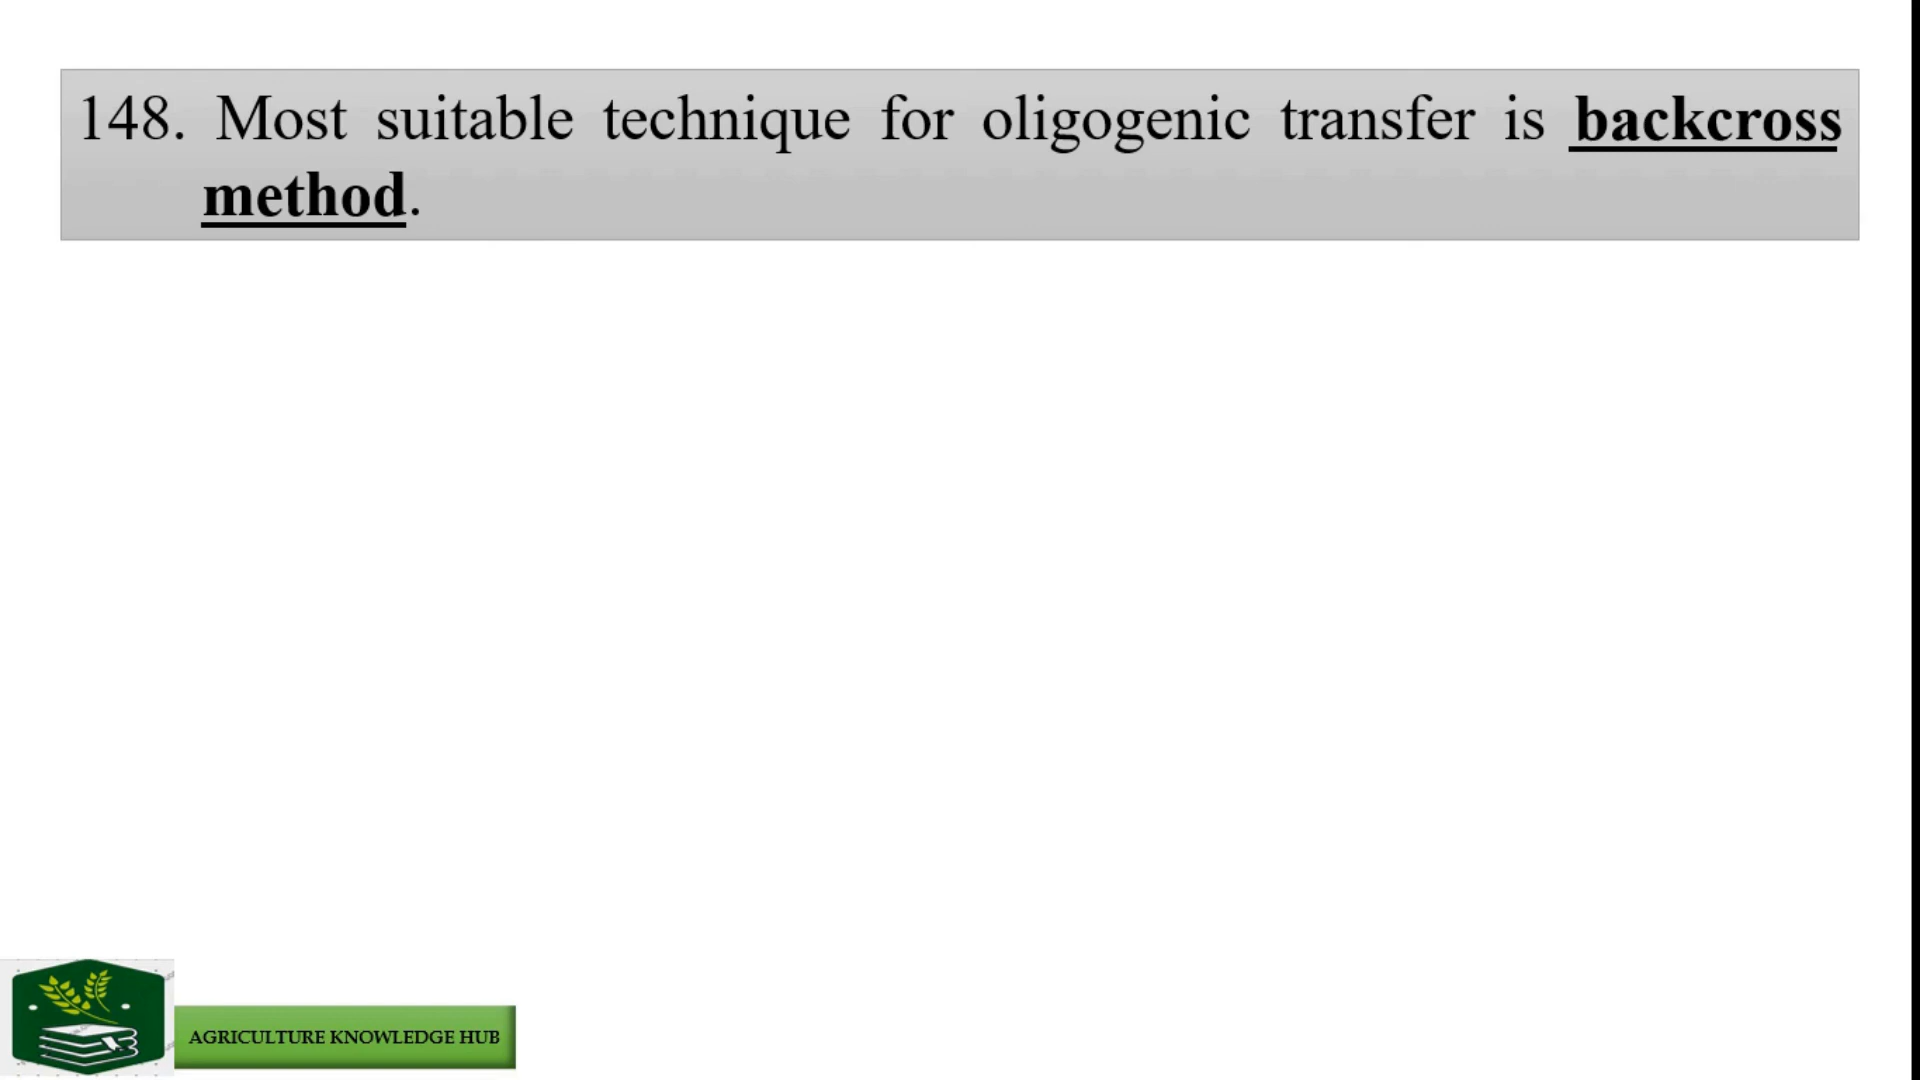 148. Most suitable technique for oligogenic transfer is backcross
method.
AGRICULTURE KNOWLEDGE HUB